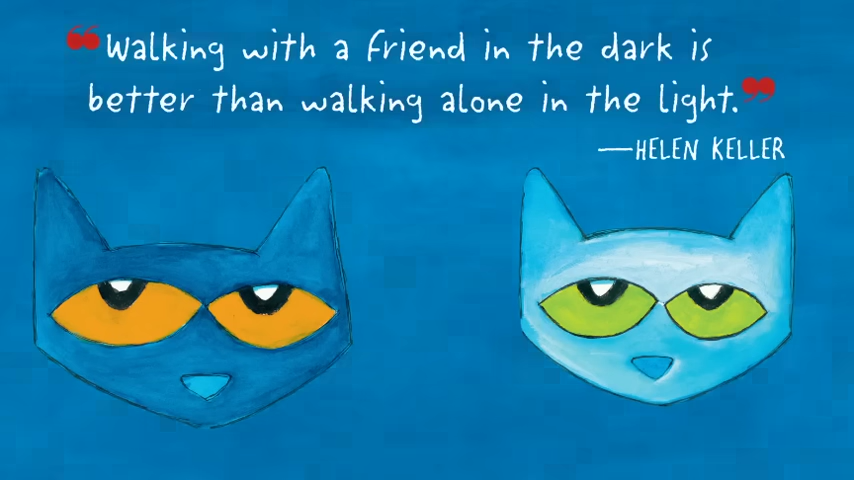 “Walking with a friend in the dark is
better than walking alone in the light.”
—HELEN KELLER